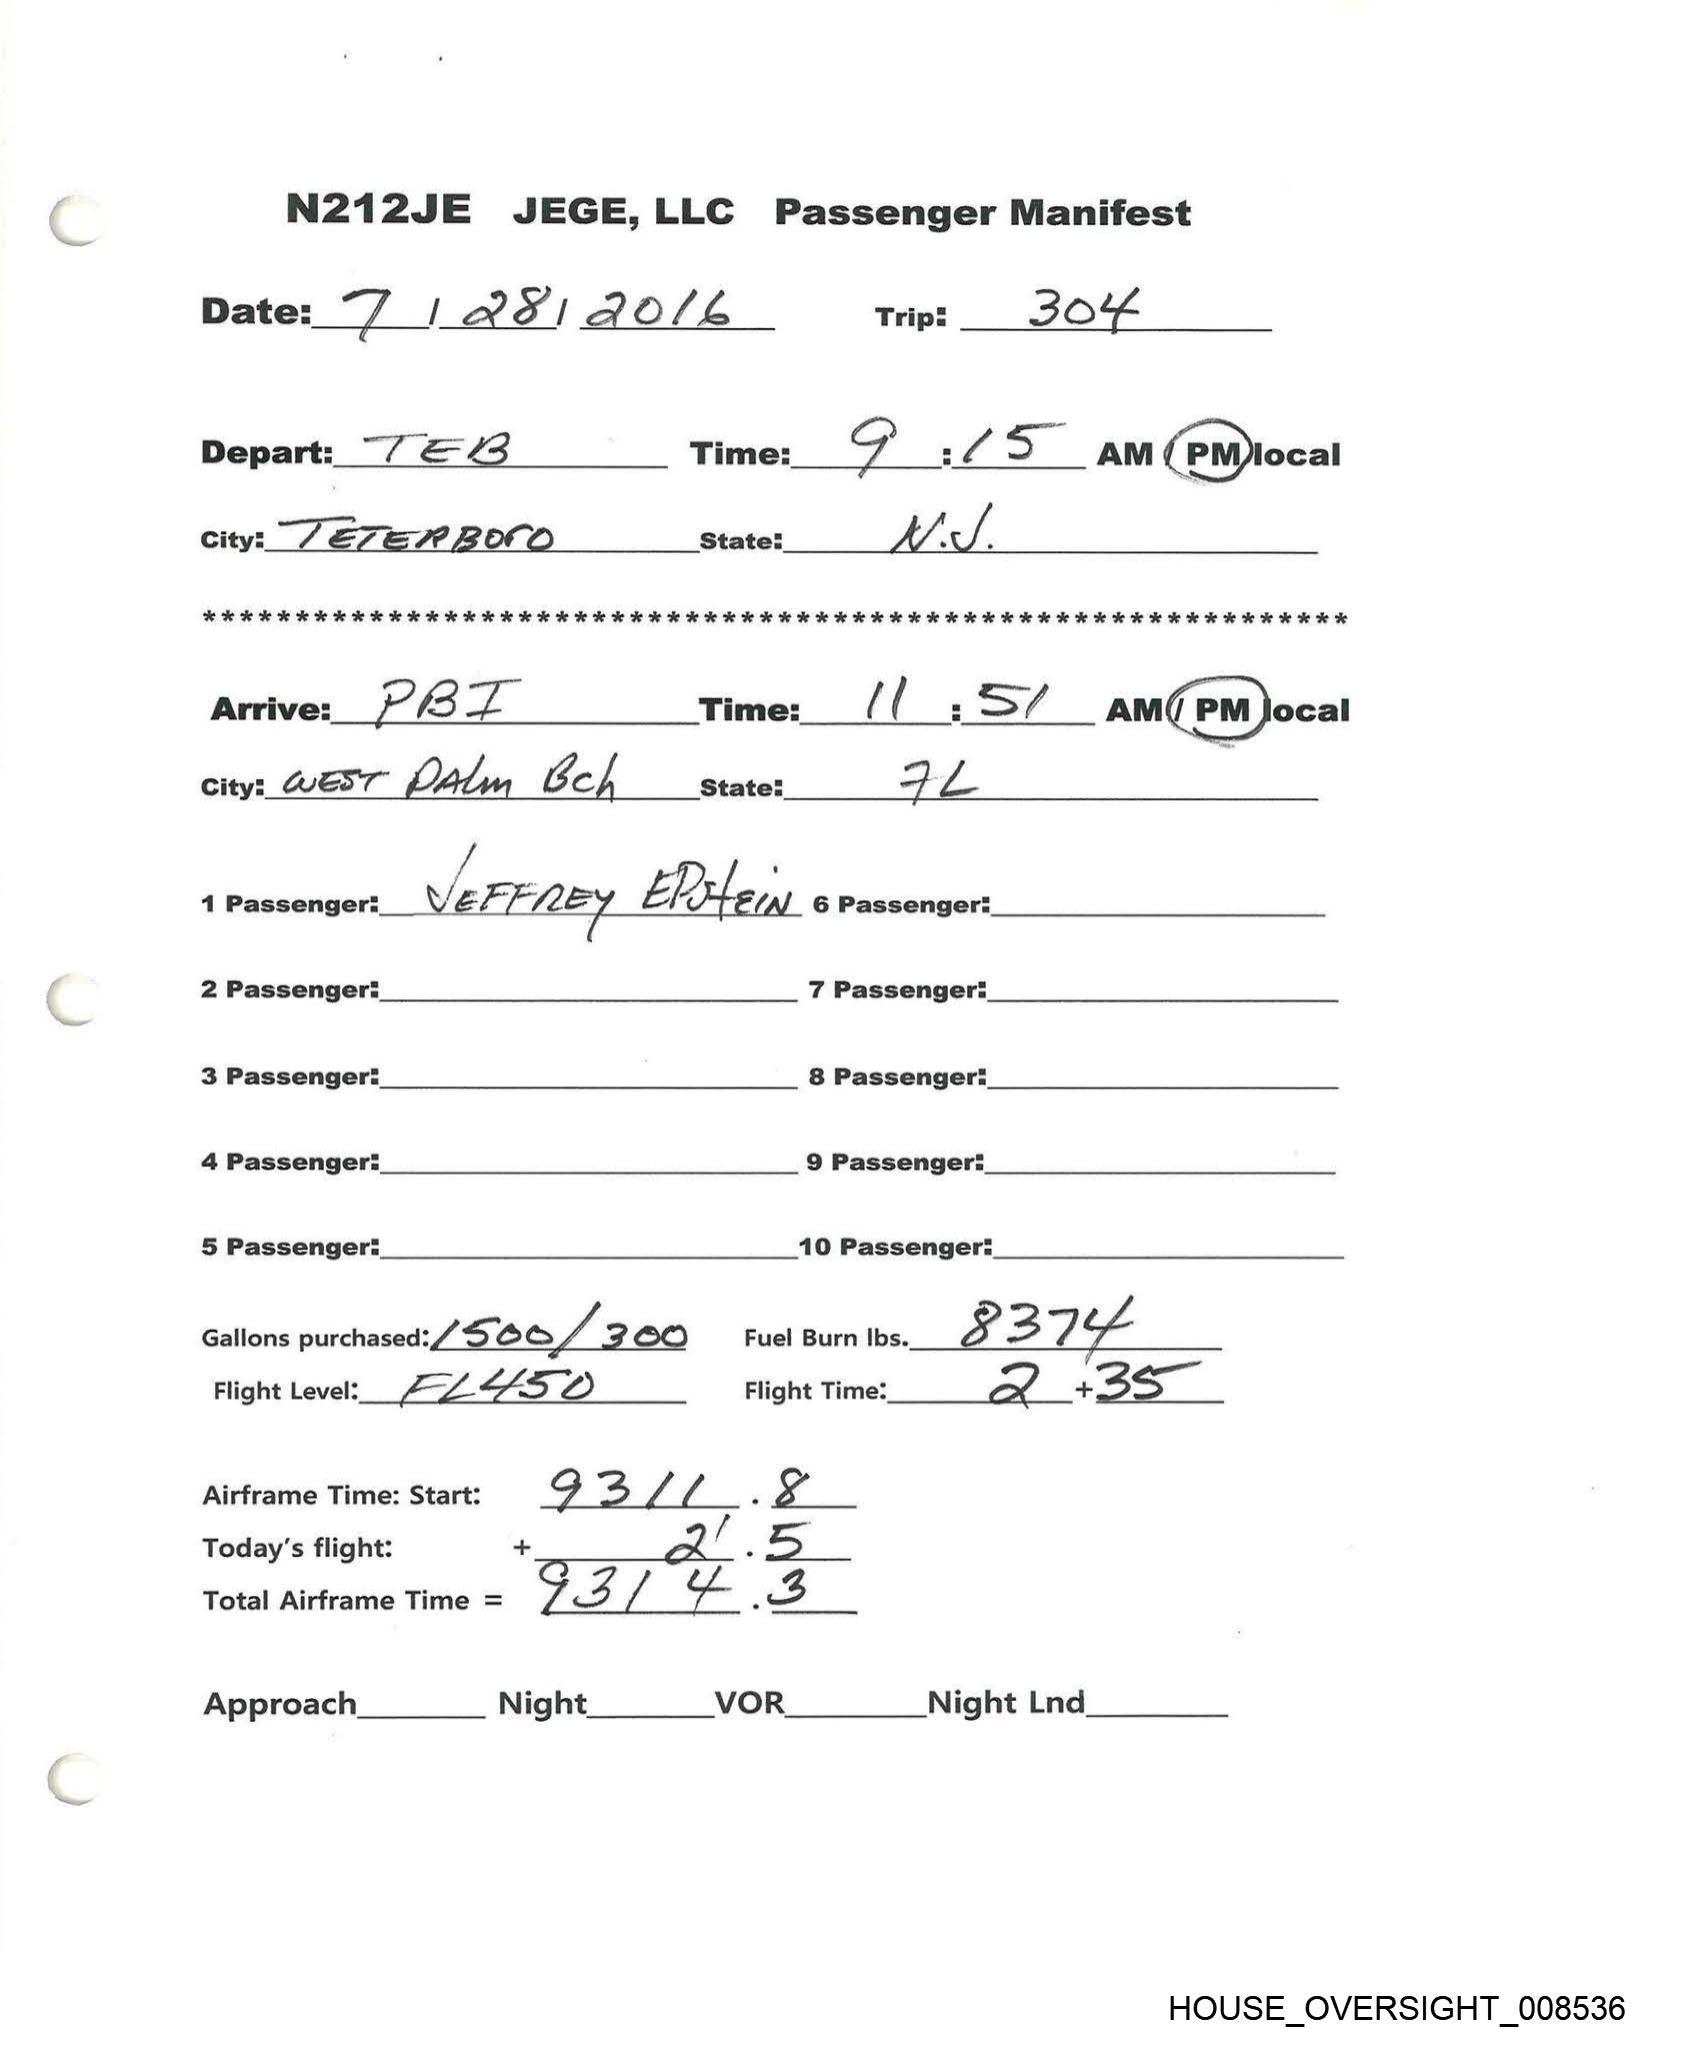 N212JE JEGE, LLC Passenger Manifest
Date: 7 / 28 / 2016 Trip: 304
Depart: TEB Time: 9 : 15 AM / PM local
City: TETERBORO State: N.J.
**************************************************************
Arrive: PBI Time: 11 : 51 AM / PM local
City: WEST PALM Bch State: FL
1 Passenger: JEFFREY EPSTEIN 6 Passenger:
2 Passenger: 7 Passenger:
3 Passenger: 8 Passenger:
4 Passenger: 9 Passenger:
5 Passenger: 10 Passenger:
Gallons purchased: 1500/300 Fuel Burn lbs. 8374
Flight Level: FL450 Flight Time: 2 + 35
Airframe Time: Start: 9311 . 8
Today's flight: + 2 . 5
Total Airframe Time = 9314 . 3
Approach Night VOR Night Lnd
HOUSE_OVERSIGHT_008536